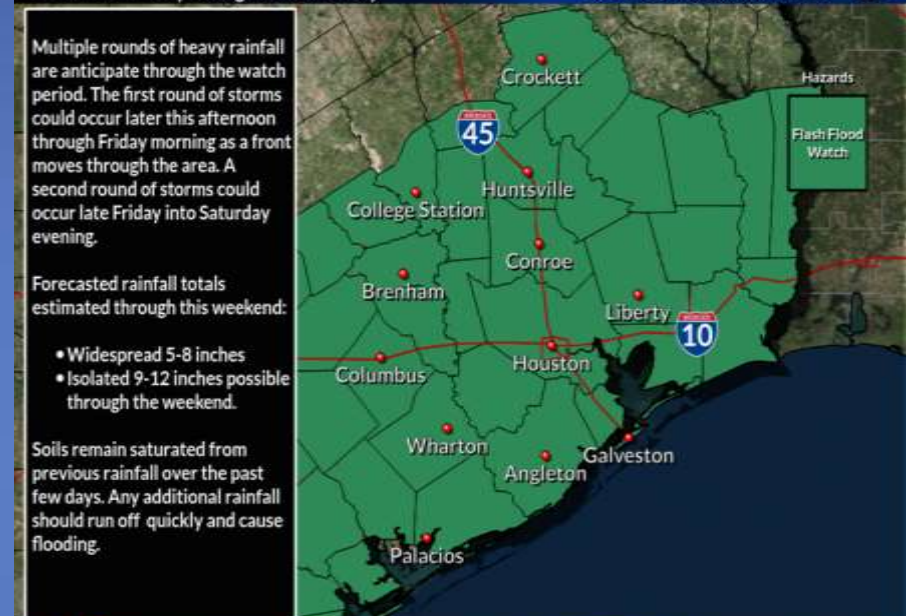 Multiple rounds of heavy rainfall
are anticipate through the watch
period. The first round of storms
could occur later this afternoon
through Friday morning as a front
moves through the area. A
second round of storms could
occur late Friday into Saturday
evening.
Forecasted rainfall totals
estimated through this weekend:
•Widespread 5-8 inches
•Isolated 9-12 inches possible
through the weekend.
Soils remain saturated from
previous rainfall over the past
few days. Any additional rainfall
should run off quickly and cause
flooding.
Crockett
Hazards
Flash Flood
Watch
45
Huntsville
College Station
Conroe
Brenham
Liberty
10
Houston
Columbus
Wharton
Galveston
Angleton
Palacios